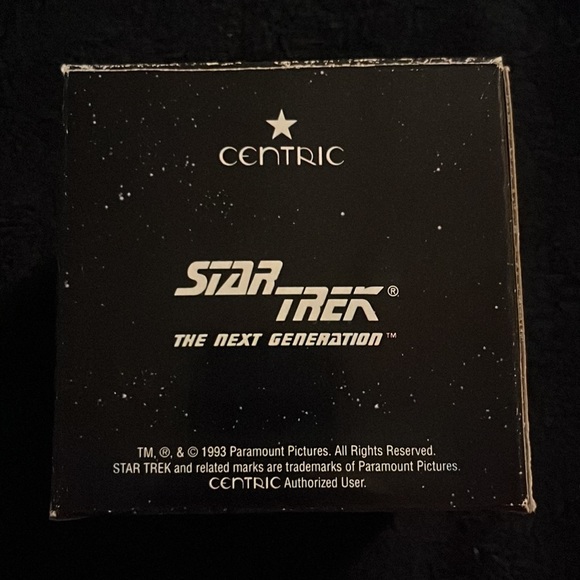 CENTRIC
STAR
TREK®
THE NEXT GENERATION™
TM, ®, & © 1993 Paramount Pictures. All Rights Reserved.
STAR TREK and related marks are trademarks of Paramount Pictures.
CENTRIC Authorized User.